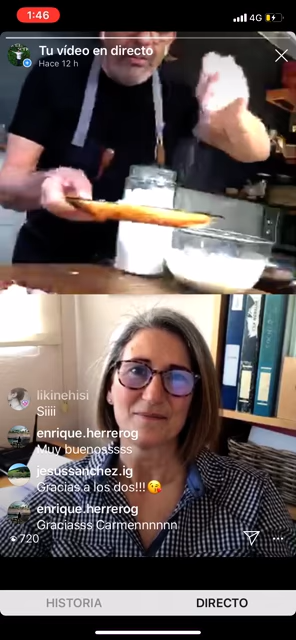 1:46
4G
Tu vídeo en directo
Hace 12 h
likinehisi
Siiii
enrique.herrerog
Muy buenosssss
jesussanchez.ig
Gracias a los dos!!!😘
enrique.herrerog
Graciasss Carmennnnnn
720
HISTORIA DIRECTO